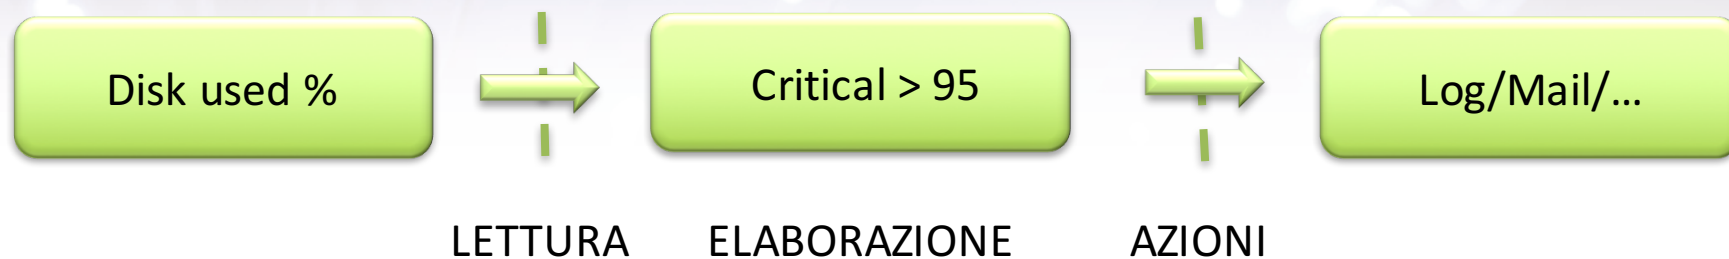 Disk used %
Critical > 95
Log/Mail/…
LETTURA
ELABORAZIONE
AZIONI